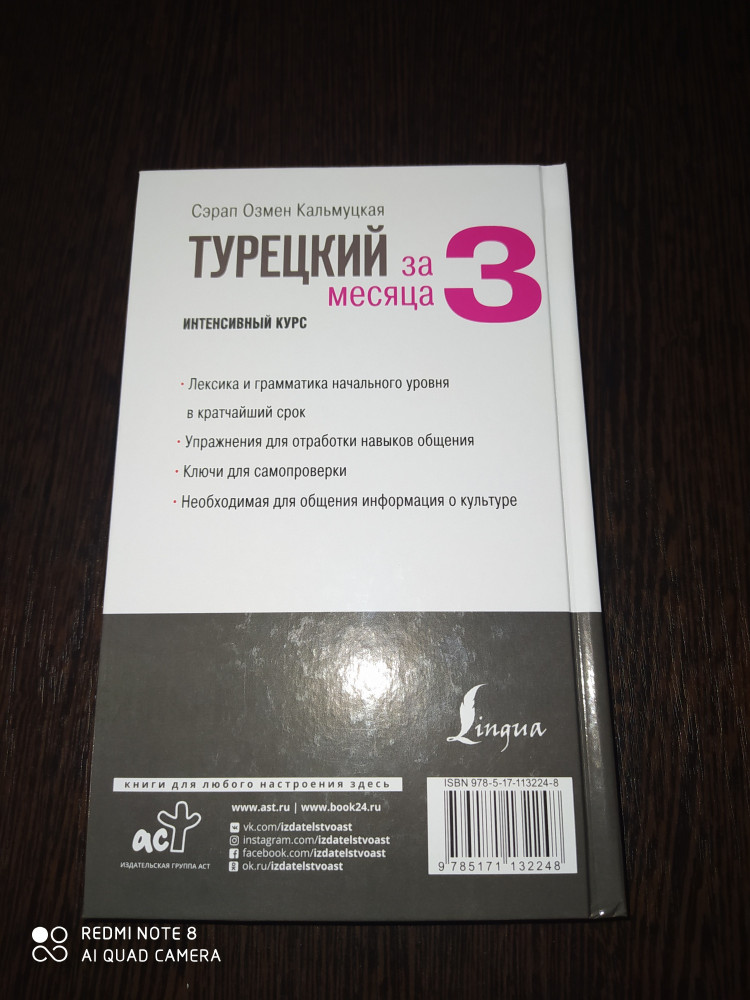 Сэрап Озмен Кальмуцкая
ТУРЕЦКИЙ за 3
месяца
ИНТЕНСИВНЫЙ КУРС
· Лексика и грамматика начального уровня
в кратчайший срок
· Упражнения для отработки навыков общения
· Ключи для самопроверки
· Необходимая для общения информация о культуре
Lingua
книги для любого настроения здесь
ISBN 978-5-17-113224-8
www.ast.ru | www.book24.ru
vk.com/izdatelstvoast
instagram.com/izdatelstvoast
facebook.com/izdatelstvoast
ok.ru/izdatelstvoast
аст
ИЗДАТЕЛЬСКАЯ ГРУППА АСТ
9 785171 132248
REDMI NOTE 8
AI QUAD CAMERA